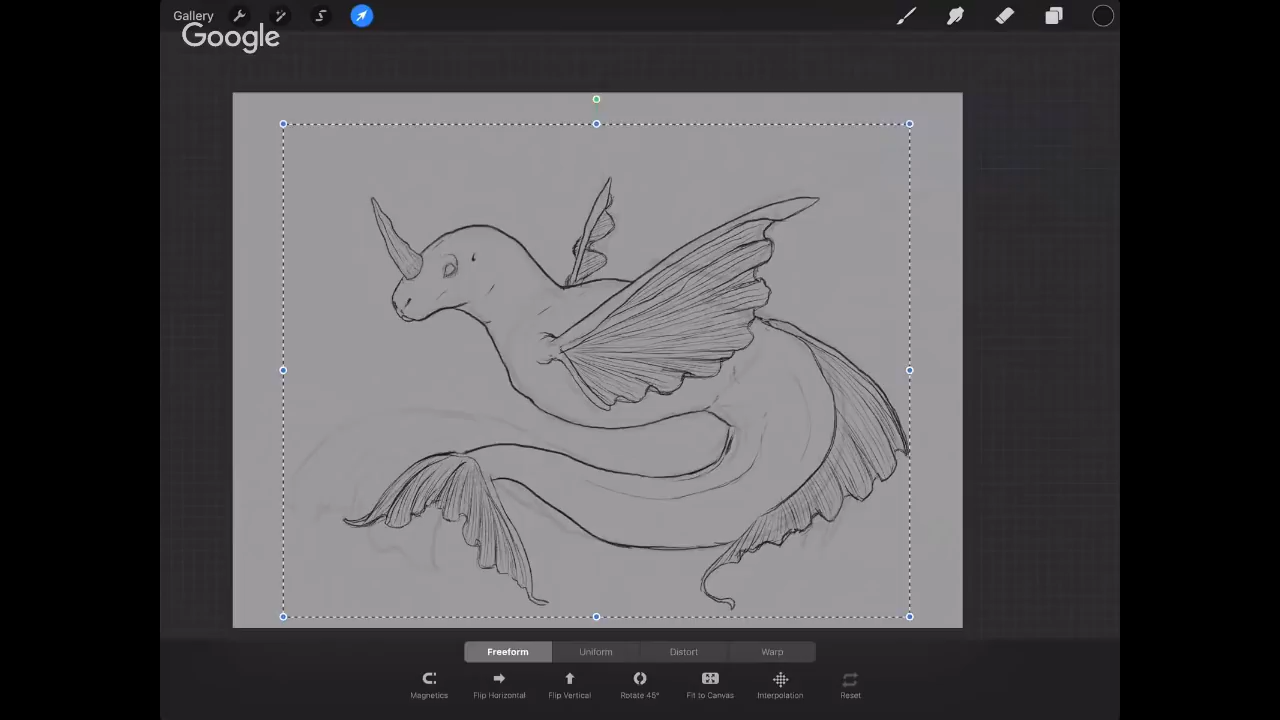 Gallery
Google
Freeform Uniform Distort Warp
Magnetics Flip Horizontal Flip Vertical Rotate 45° Fit to Canvas Interpolation Reset